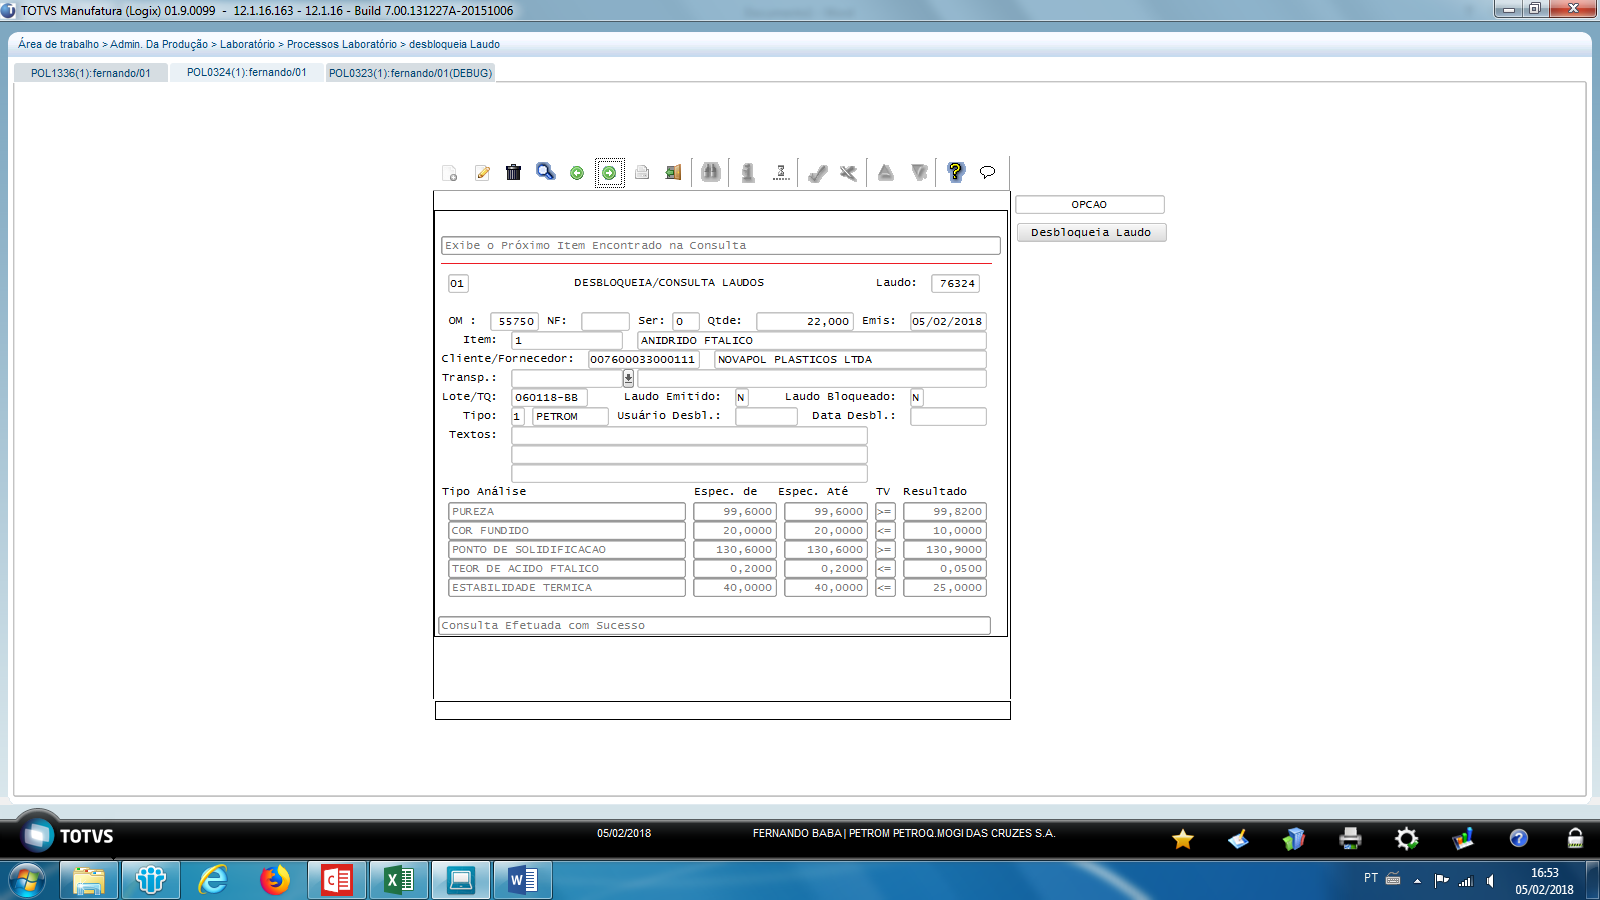 TOTVS Manufatura (Logix) 01.9.0099 - 12.1.16.163 - 12.1.16 - Build 7.00.131227A-20151006
Área de trabalho > Admin. Da Produção > Laboratório > Processos Laboratório > desbloqueia Laudo
POL1336(1):fernando/01 POL0324(1):fernando/01 POL0323(1):fernando/01(DEBUG)
OPCAO
Desbloqueia Laudo
Exibe o Próximo Item Encontrado na Consulta
01 DESBLOQUEIA/CONSULTA LAUDOS Laudo: 76324
OM : 55750 NF: Ser: 0 Qtde: 22,000 Emis: 05/02/2018
Item: 1 ANIDRIDO FTALICO
Cliente/Fornecedor: 007600033000111 NOVAPOL PLASTICOS LTDA
Transp.:
Lote/TQ: 060118-BB Laudo Emitido: N Laudo Bloqueado: N
Tipo: 1 PETROM Usuário Desbl.: Data Desbl.:
Textos:
Tipo Análise Espec. de Espec. Até TV Resultado
PUREZA 99,6000 99,6000 >= 99,8200
COR FUNDIDO 20,0000 20,0000 <= 10,0000
PONTO DE SOLIDIFICACAO 130,6000 130,6000 >= 130,9000
TEOR DE ACIDO FTALICO 0,2000 0,2000 <= 0,0500
ESTABILIDADE TERMICA 40,0000 40,0000 <= 25,0000
Consulta Efetuada com Sucesso
TOTVS 05/02/2018 FERNANDO BABA | PETROM PETROQ.MOGI DAS CRUZES S.A.
PT 16:53
05/02/2018